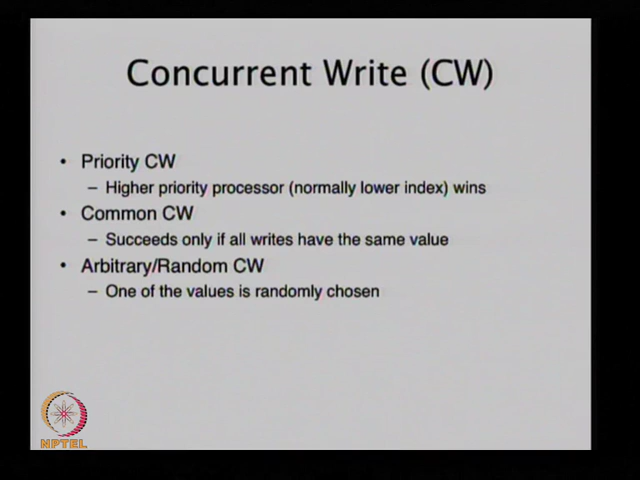 Concurrent Write (CW)
• Priority CW
– Higher priority processor (normally lower index) wins
• Common CW
– Succeeds only if all writes have the same value
• Arbitrary/Random CW
– One of the values is randomly chosen
NPTEL